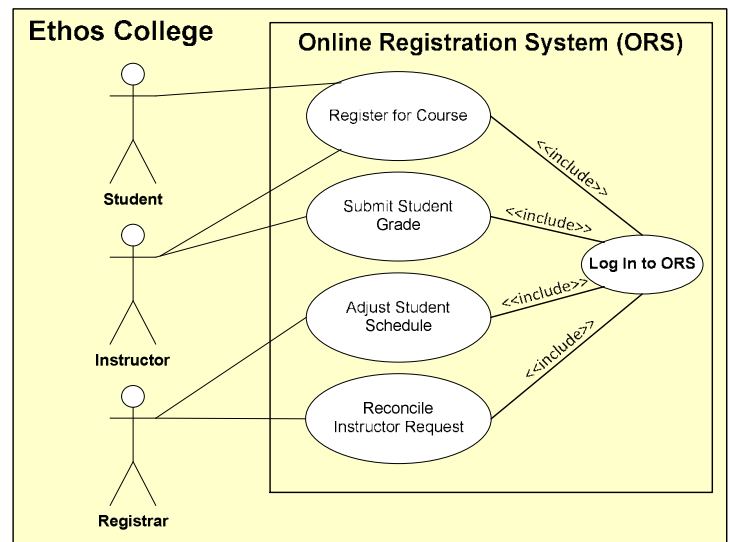 Ethos College
Online Registration System (ORS)
Register for Course
<<include>>
Student
Submit Student
Grade
<<include>>
Log In to ORS
Instructor
Adjust Student
Schedule
<<include>>
<<include>>
Reconcile
Instructor Request
Registrar